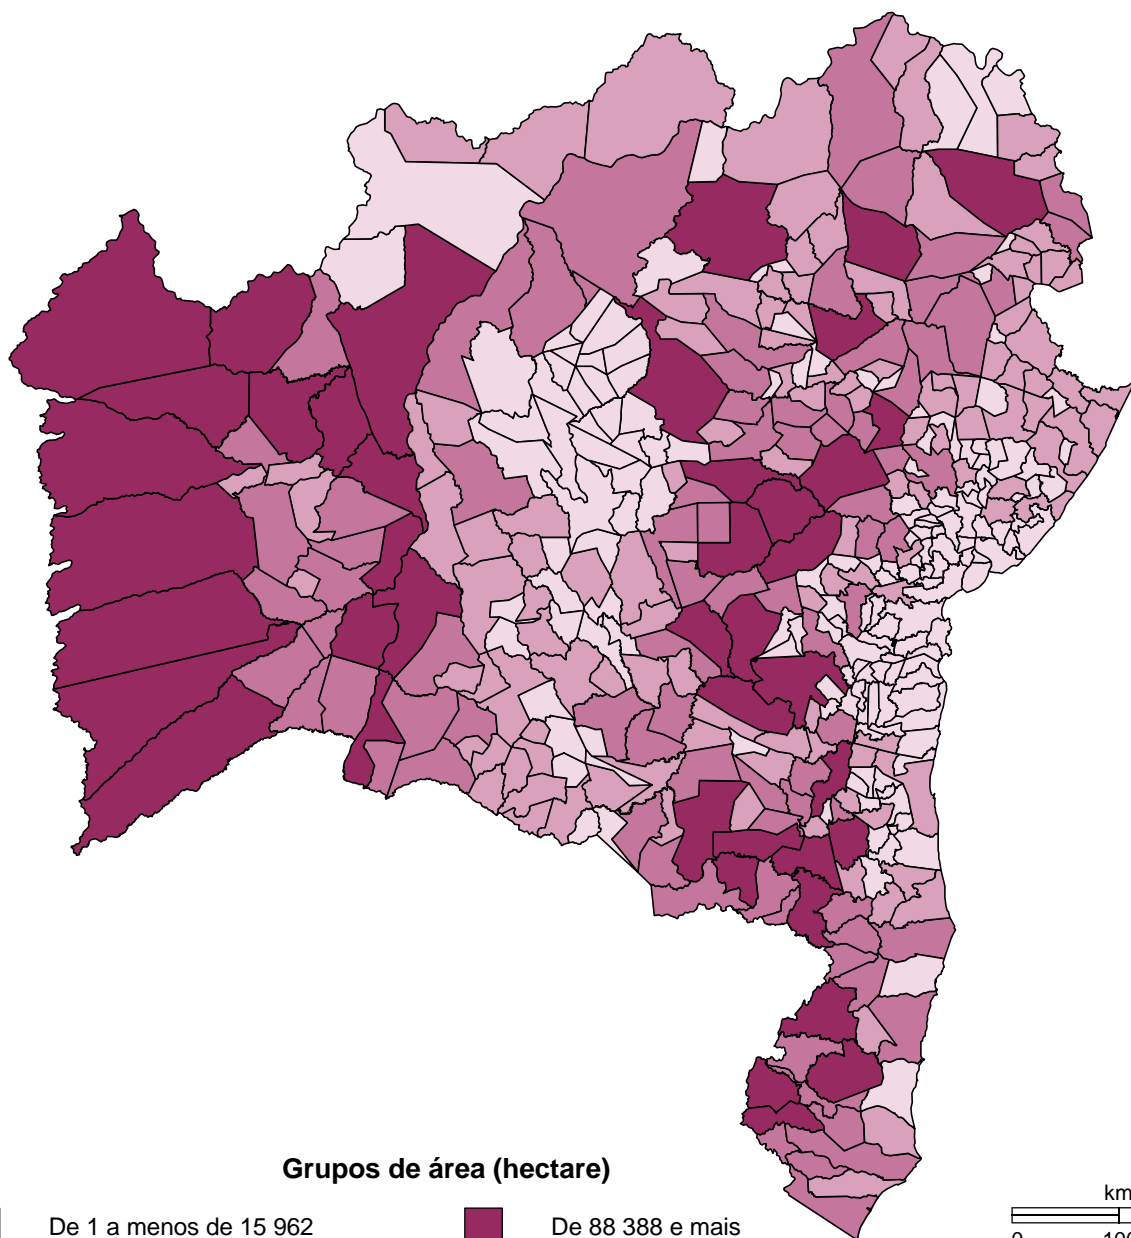 Grupos de área (hectare)
km
De 1 a menos de 15 962
De 88 388 e mais
0